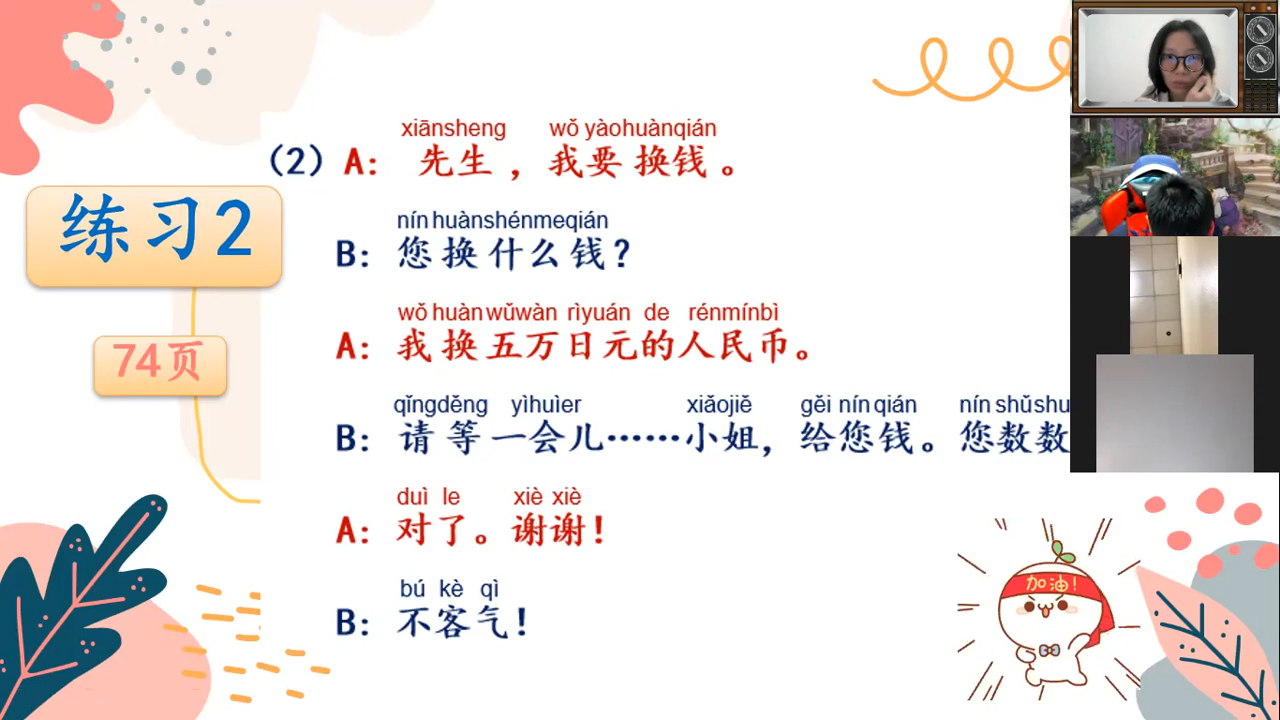 练习2
74页
xiānsheng wǒ yàohuànqián
（2）A： 先生 ， 我要 换钱 。
nín huànshénmeqián
B： 您 换 什么 钱？
wǒ huànwǔwàn rìyuán de rénmínbì
A： 我 换 五万 日元 的 人民币。
qǐngděng yìhuìer xiǎojiě gěi nín qián nín shǔshu
B： 请 等 一会儿……小姐，给您钱。您数数
duì le xiè xiè
A： 对了。谢谢！
bú kè qì
B： 不客气！
加油！